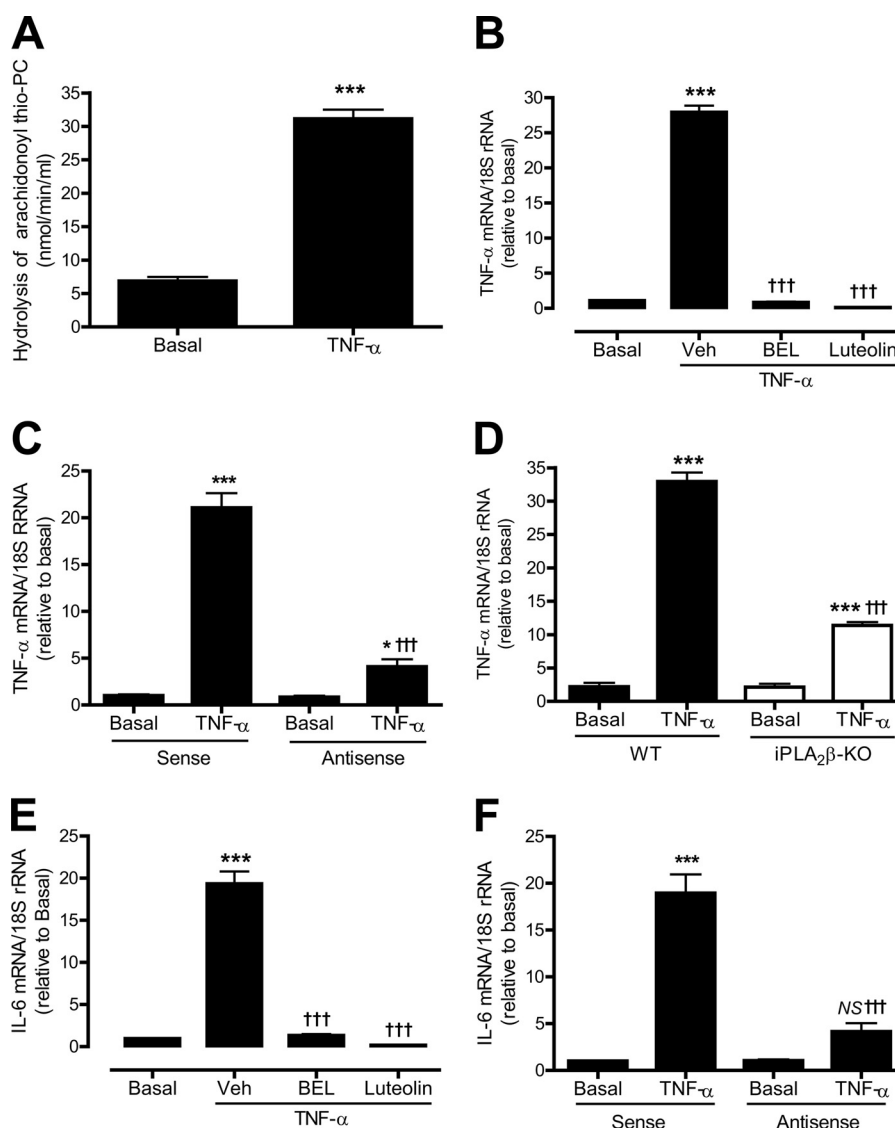 A
Hydrolysis of arachidonoyl thio-PC
(nmol/min/ml)
35
30
25
20
15
10
5
0
***
Basal
TNF-α
B
TNF-α mRNA/18S rRNA
(relative to basal)
30
25
20
15
10
5
0
***
†††
†††
Basal
Veh
BEL
Luteolin
TNF-α
C
TNF-α mRNA/18S RRNA
(relative to basal)
25
20
15
10
5
0
***
* †††
Basal
TNF-α
Basal
TNF-α
Sense
Antisense
D
TNF-α mRNA/18S rRNA
(relative to basal)
35
30
25
20
15
10
5
0
***
*** †††
Basal
TNF-α
Basal
TNF-α
WT
iPLA₂β-KO
E
IL-6 mRNA/18S rRNA
(relative to Basal)
25
20
15
10
5
0
***
†††
†††
Basal
Veh
BEL
Luteolin
TNF-α
F
IL-6 mRNA/18S rRNA
(relative to basal)
25
20
15
10
5
0
***
NS†††
Basal
TNF-α
Basal
TNF-α
Sense
Antisense